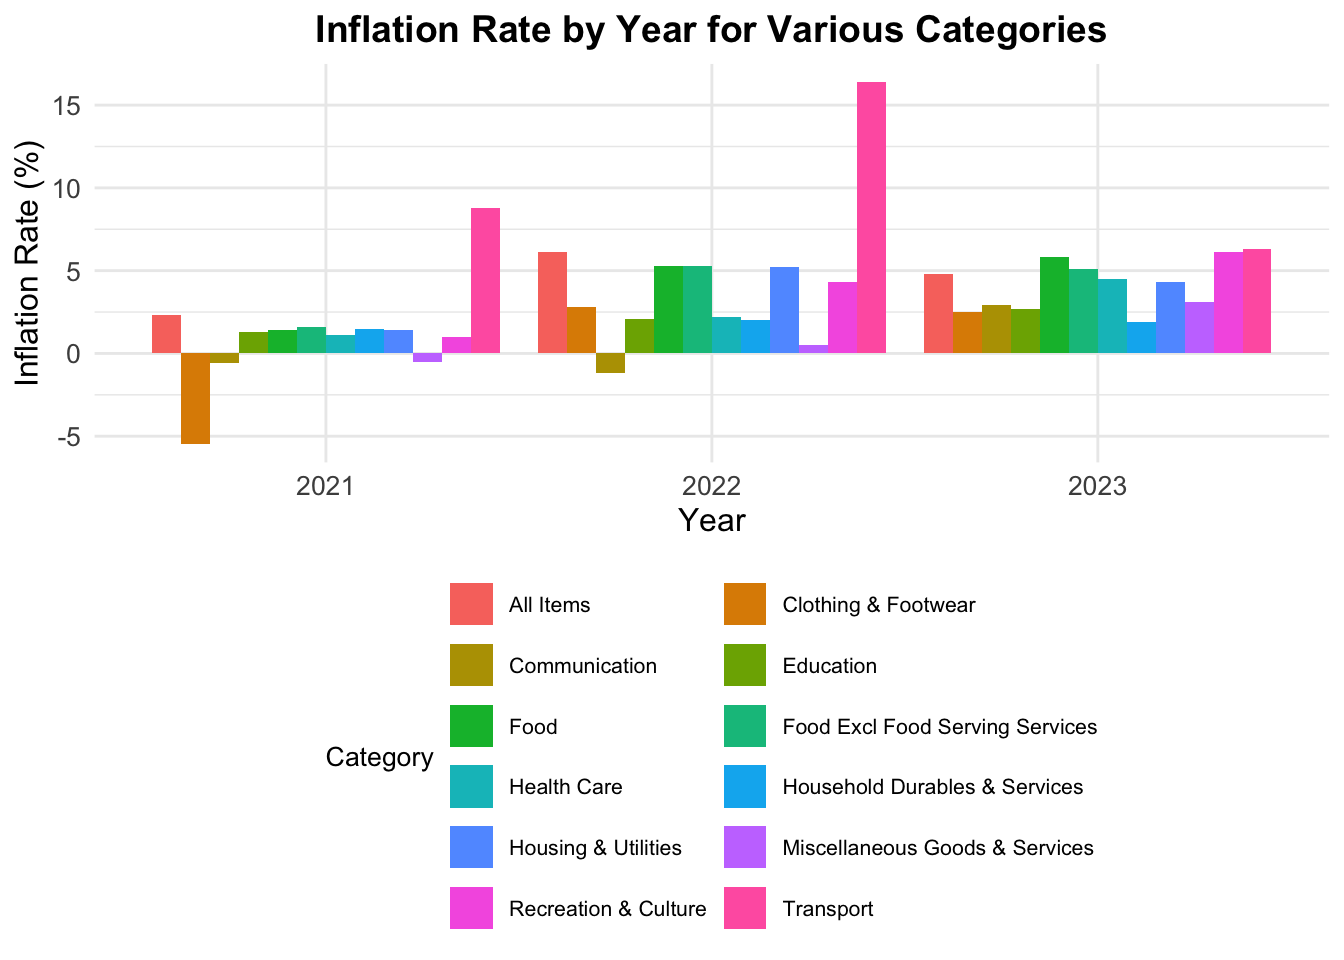 Inflation Rate by Year for Various Categories
Inflation Rate (%)
15
10
5
0
-5
2021 2022 2023
Year
Category
All Items Clothing & Footwear
Communication Education
Food Food Excl Food Serving Services
Health Care Household Durables & Services
Housing & Utilities Miscellaneous Goods & Services
Recreation & Culture Transport